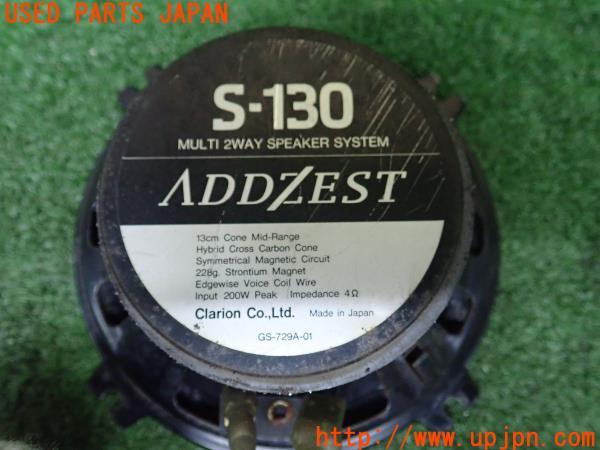 USED PARTS JAPAN
S-130
MULTI 2WAY SPEAKER SYSTEM
ADDZEST
13cm Cone Mid-Range
Hybrid Cross Carbon Cone
Symmetrical Magnetic Circuit
228g. Strontium Magnet
Edgewise Voice Coil Wire
Input 200W Peak Impedance 4Ω
Clarion Co.,Ltd. Made in Japan
GS-729A-01
(C)UPJ
https://www.upjpn.com